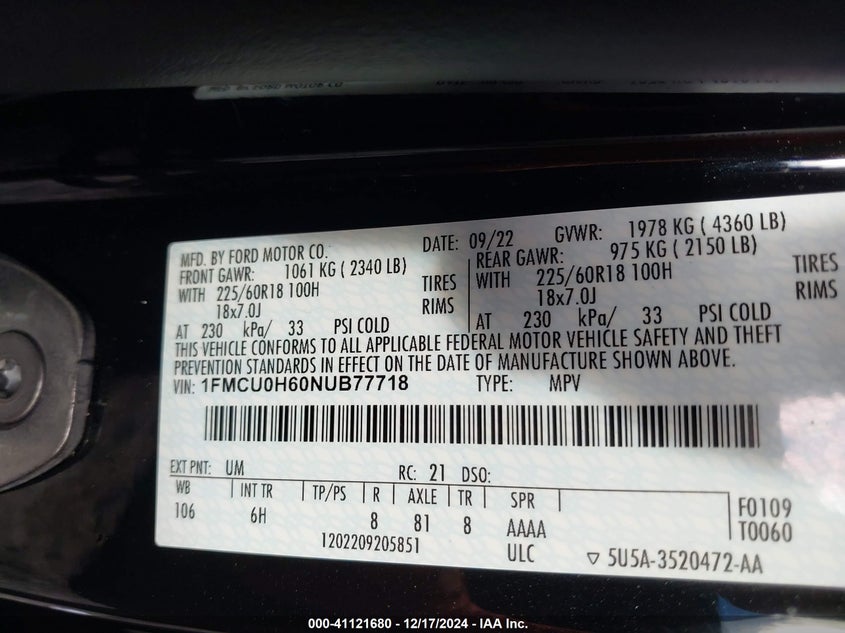 MFD. BY FORD MOTOR CO.
DATE: 09/22 GVWR: 1978 KG ( 4360 LB)
FRONT GAWR: 1061 KG ( 2340 LB) REAR GAWR: 975 KG ( 2150 LB)
WITH 225/60R18 100H TIRES WITH 225/60R18 100H TIRES
18x7.0J RIMS 18x7.0J RIMS
AT 230 kPa/ 33 PSI COLD AT 230 kPa/ 33 PSI COLD
THIS VEHICLE CONFORMS TO ALL APPLICABLE FEDERAL MOTOR VEHICLE SAFETY AND THEFT
PREVENTION STANDARDS IN EFFECT ON THE DATE OF MANUFACTURE SHOWN ABOVE.
VIN: 1FMCU0H60NUB77718 TYPE: MPV
EXT PNT: UM RC: 21 DSO:
WB INT TR TP/PS R AXLE TR SPR
106 6H 8 81 8 AAAA
F0109
T0060
1202209205851 ULC 5U5A-3520472-AA
000-41121680 - 12/17/2024 - IAA Inc.